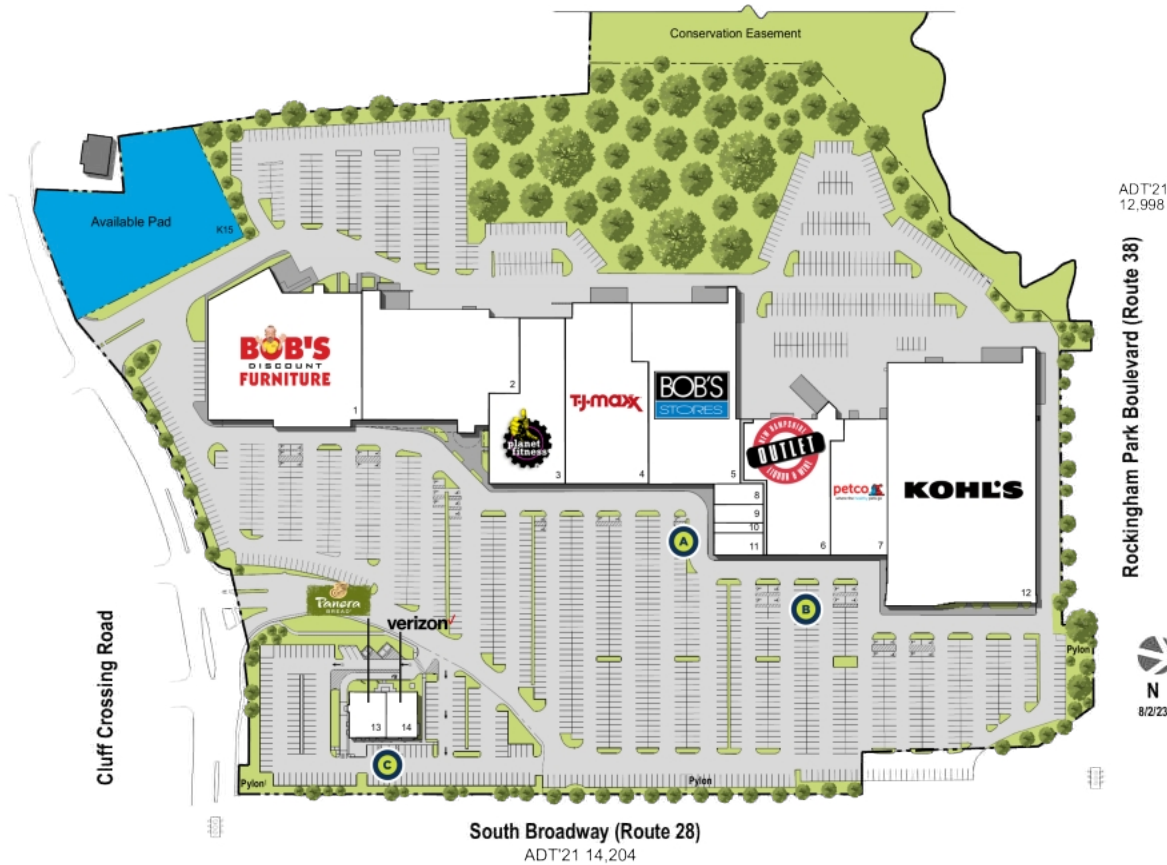 Conservation Easement
Available Pad
K15
ADT'21
12,998
Rockingham Park Boulevard (Route 38)
BOB'S
DISCOUNT
FURNITURE
1
2
planet
fitness
3
T·J·maxx
4
BOB'S
STORES
5
NEW HAMPSHIRE
OUTLET
LIQUOR & WINE
6
petco
7
8
9
10
11
KOHL'S
12
A
B
Panera
BREAD
verizon
13
14
C
Cluff Crossing Road
Pylon
Pylon
Pylon
N
8/2/23
South Broadway (Route 28)
ADT'21 14,204